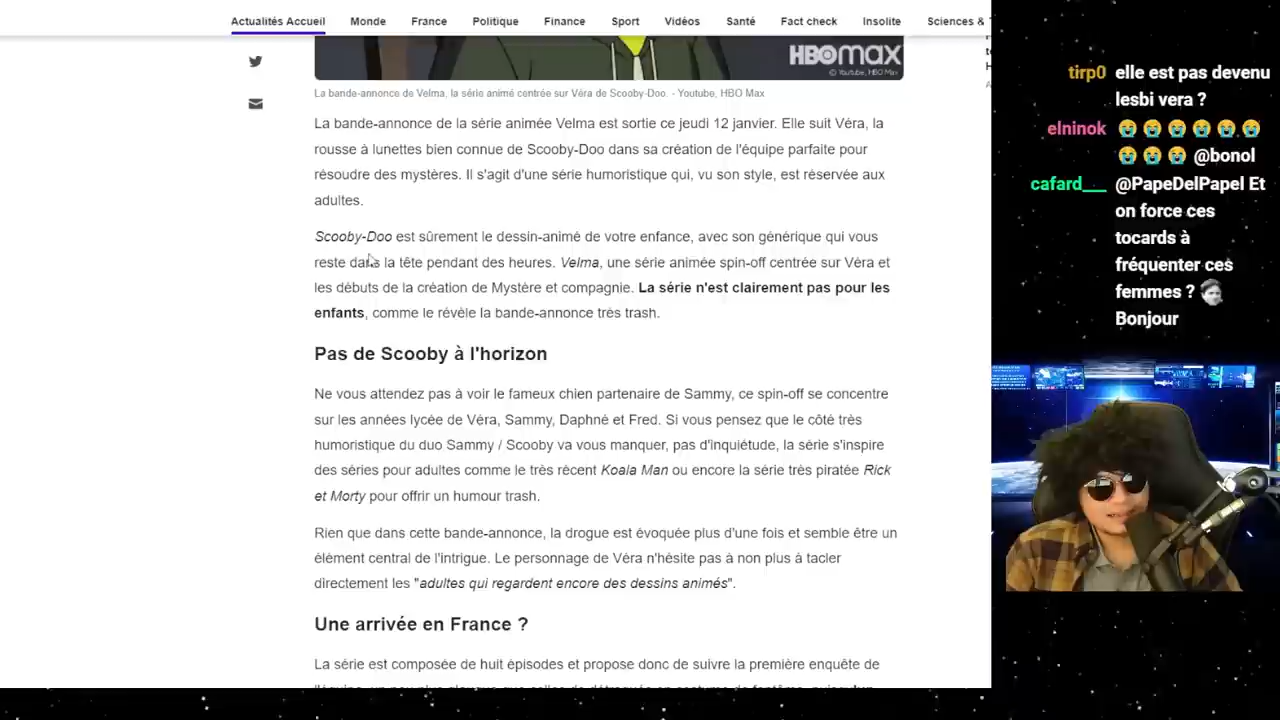 Actualités Accueil Monde France Politique Finance Sport Vidéos Santé Fact check Insolite Sciences &
HBOmax
© Youtube, HBO Max
La bande-annonce de Velma, la série animé centrée sur Véra de Scooby-Doo. - Youtube, HBO Max
La bande-annonce de la série animée Velma est sortie ce jeudi 12 janvier. Elle suit Véra, la
rousse à lunettes bien connue de Scooby-Doo dans sa création de l'équipe parfaite pour
résoudre des mystères. Il s'agit d'une série humoristique qui, vu son style, est réservée aux
adultes.
Scooby-Doo est sûrement le dessin-animé de votre enfance, avec son générique qui vous
reste dans la tête pendant des heures. Velma, une série animée spin-off centrée sur Véra et
les débuts de la création de Mystère et compagnie. La série n'est clairement pas pour les
enfants, comme le révèle la bande-annonce très trash.
Pas de Scooby à l'horizon
Ne vous attendez pas à voir le fameux chien partenaire de Sammy, ce spin-off se concentre
sur les années lycée de Véra, Sammy, Daphné et Fred. Si vous pensez que le côté très
humoristique du duo Sammy / Scooby va vous manquer, pas d'inquiétude, la série s'inspire
des séries pour adultes comme le très récent Koala Man ou encore la série très piratée Rick
et Morty pour offrir un humour trash.
Rien que dans cette bande-annonce, la drogue est évoquée plus d'une fois et semble être un
élément central de l'intrigue. Le personnage de Véra n'hésite pas à non plus à tacler
directement les "adultes qui regardent encore des dessins animés".
Une arrivée en France ?
La série est composée de huit épisodes et propose donc de suivre la première enquête de
tirp0 elle est pas devenu
lesbi vera ?
elninok 😭😭😭😭😭😭
😭😭😭 @bonol
cafard___ @PapeDelPapel Et
on force ces
tocards à
fréquenter ces
femmes ?
Bonjour